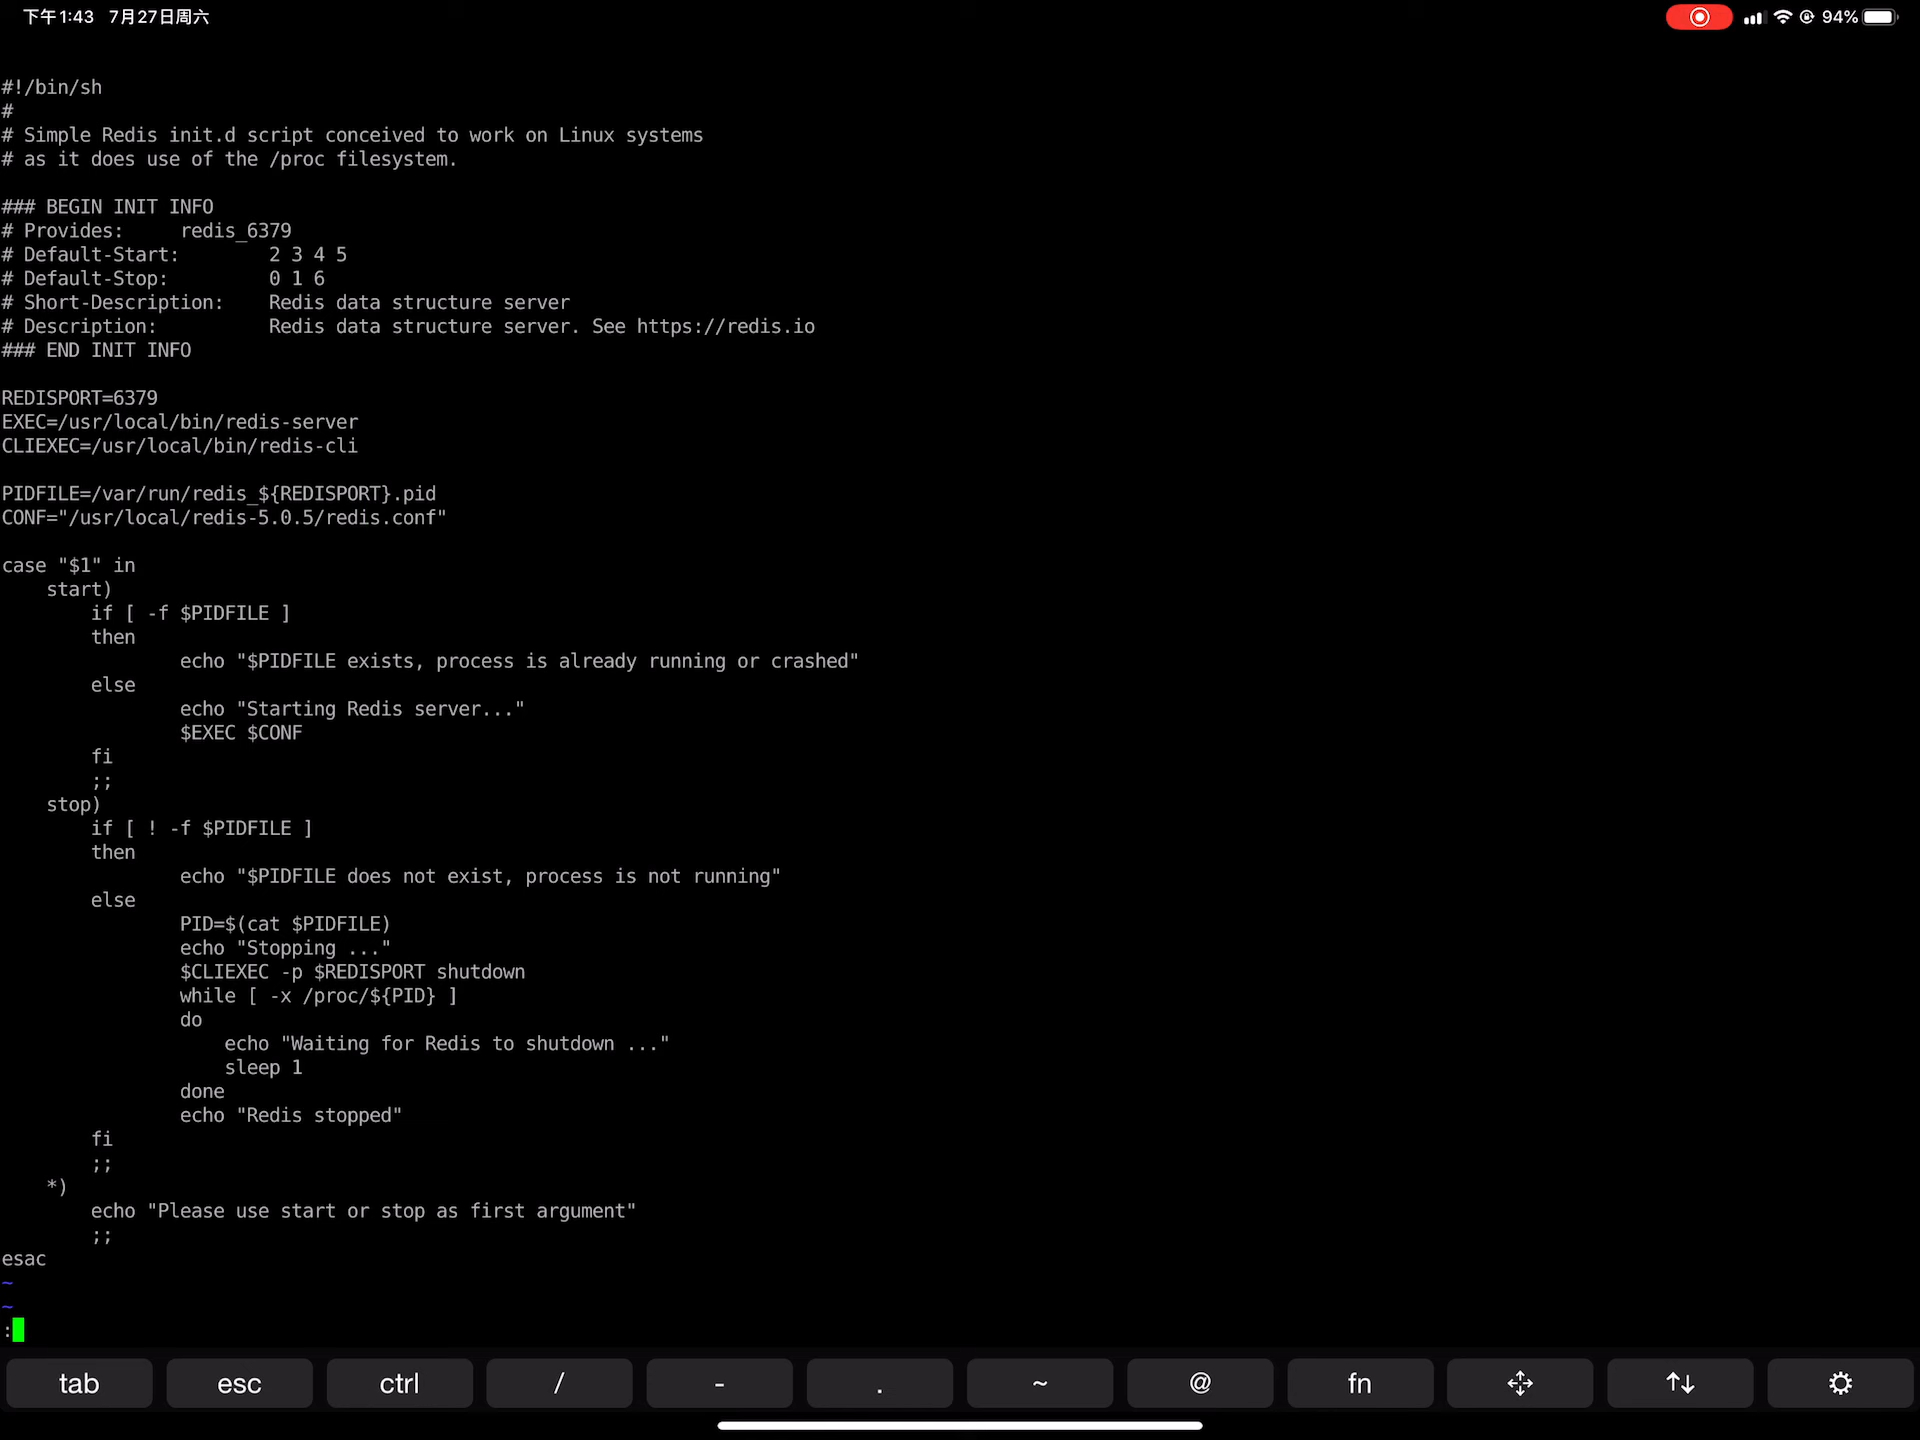 下午1:43 7月27日周六
94%
#!/bin/sh
#
# Simple Redis init.d script conceived to work on Linux systems
# as it does use of the /proc filesystem.
### BEGIN INIT INFO
# Provides:     redis_6379
# Default-Start:        2 3 4 5
# Default-Stop:         0 1 6
# Short-Description:    Redis data structure server
# Description:          Redis data structure server. See https://redis.io
### END INIT INFO
REDISPORT=6379
EXEC=/usr/local/bin/redis-server
CLIEXEC=/usr/local/bin/redis-cli
PIDFILE=/var/run/redis_${REDISPORT}.pid
CONF="/usr/local/redis-5.0.5/redis.conf"
case "$1" in
    start)
        if [ -f $PIDFILE ]
        then
                echo "$PIDFILE exists, process is already running or crashed"
        else
                echo "Starting Redis server..."
                $EXEC $CONF
        fi
        ;;
    stop)
        if [ ! -f $PIDFILE ]
        then
                echo "$PIDFILE does not exist, process is not running"
        else
                PID=$(cat $PIDFILE)
                echo "Stopping ..."
                $CLIEXEC -p $REDISPORT shutdown
                while [ -x /proc/${PID} ]
                do
                    echo "Waiting for Redis to shutdown ..."
                    sleep 1
                done
                echo "Redis stopped"
        fi
        ;;
    *)
        echo "Please use start or stop as first argument"
        ;;
esac
~
~
:
tab esc ctrl / - . ~ @ fn